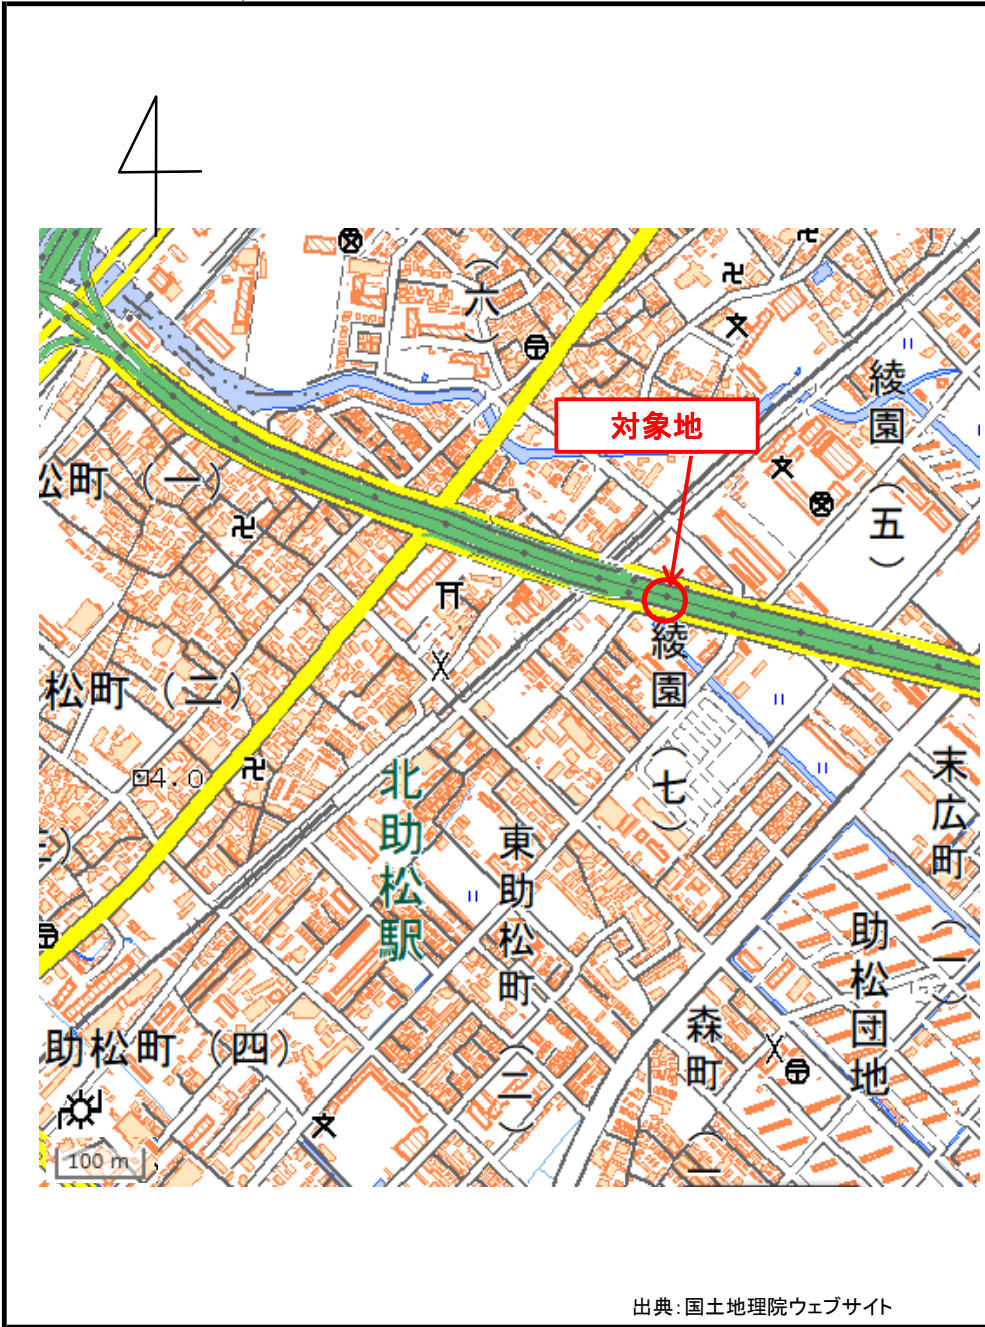 (六)
綾園
対象地
松町 (一)
(五)
綾園
松町 (二)
(七)
4.0
北助松駅
末広町
東助松町
(一)
助松団地
森町
助松町 (四)
(二)
100 m
出典:国土地理院ウェブサイト